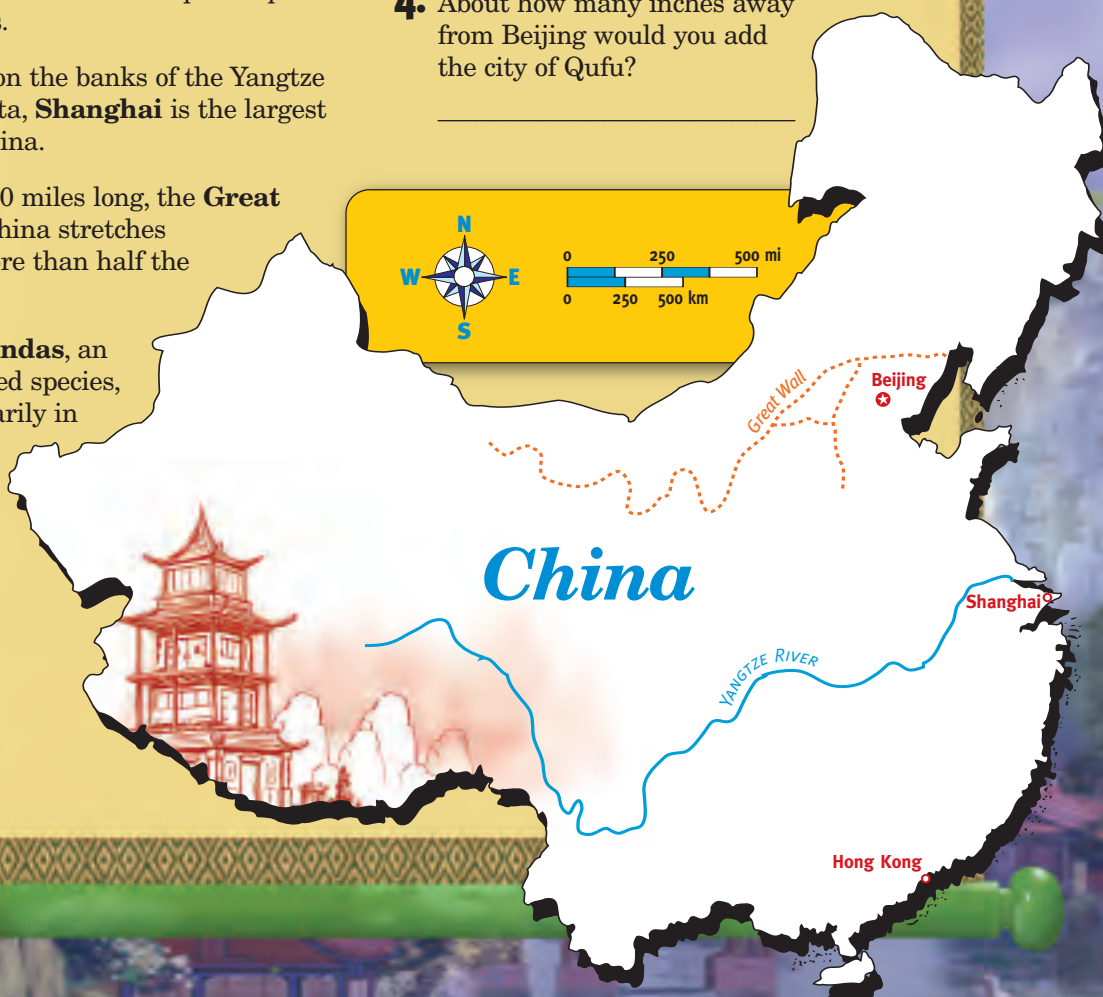 s.
on the banks of the Yangtze
ta, Shanghai is the largest
ina.
0 miles long, the Great
hina stretches
re than half the
ndas, an
ed species,
arily in
4. About how many inches away
from Beijing would you add
the city of Qufu?
N
W E
S
0 250 500 mi
0 250 500 km
Great Wall
Beijing
China
Shanghai
YANGTZE RIVER
Hong Kong